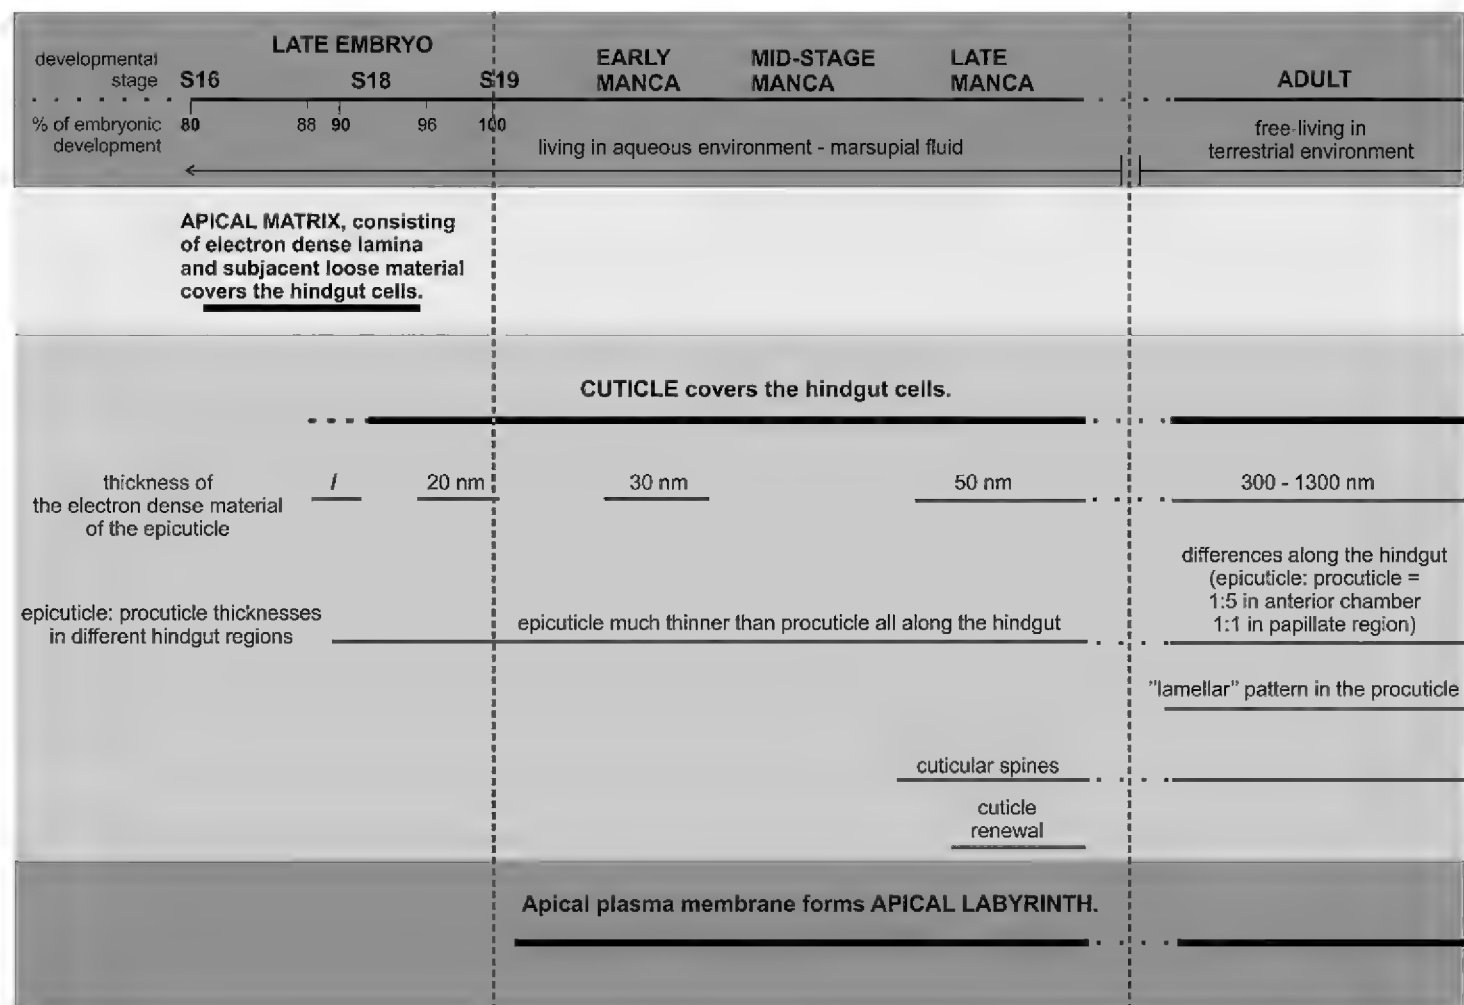 LATE EMBRYO
developmental
stage
S16
S18
S19
EARLY
MANCA
MID-STAGE
MANCA
LATE
MANCA
ADULT
% of embryonic
development
80
88
90
96
100
living in aqueous environment - marsupial fluid
free-living in
terrestrial environment
APICAL MATRIX, consisting
of electron dense lamina
and subjacent loose material
covers the hindgut cells.
CUTICLE covers the hindgut cells.
thickness of
the electron dense material
of the epicuticle
/
20 nm
30 nm
50 nm
300 - 1300 nm
epicuticle: procuticle thicknesses
in different hindgut regions
epicuticle much thinner than procuticle all along the hindgut
differences along the hindgut
(epicuticle: procuticle =
1:5 in anterior chamber
1:1 in papillate region)
"lamellar" pattern in the procuticle
cuticular spines
cuticle
renewal
Apical plasma membrane forms APICAL LABYRINTH.